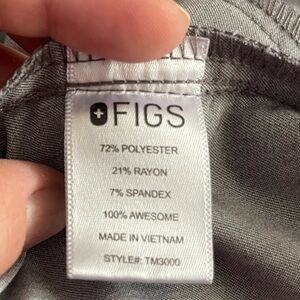 FIGS
72% POLYESTER
21% RAYON
7% SPANDEX
100% AWESOME
MADE IN VIETNAM
STYLE#: TM3000